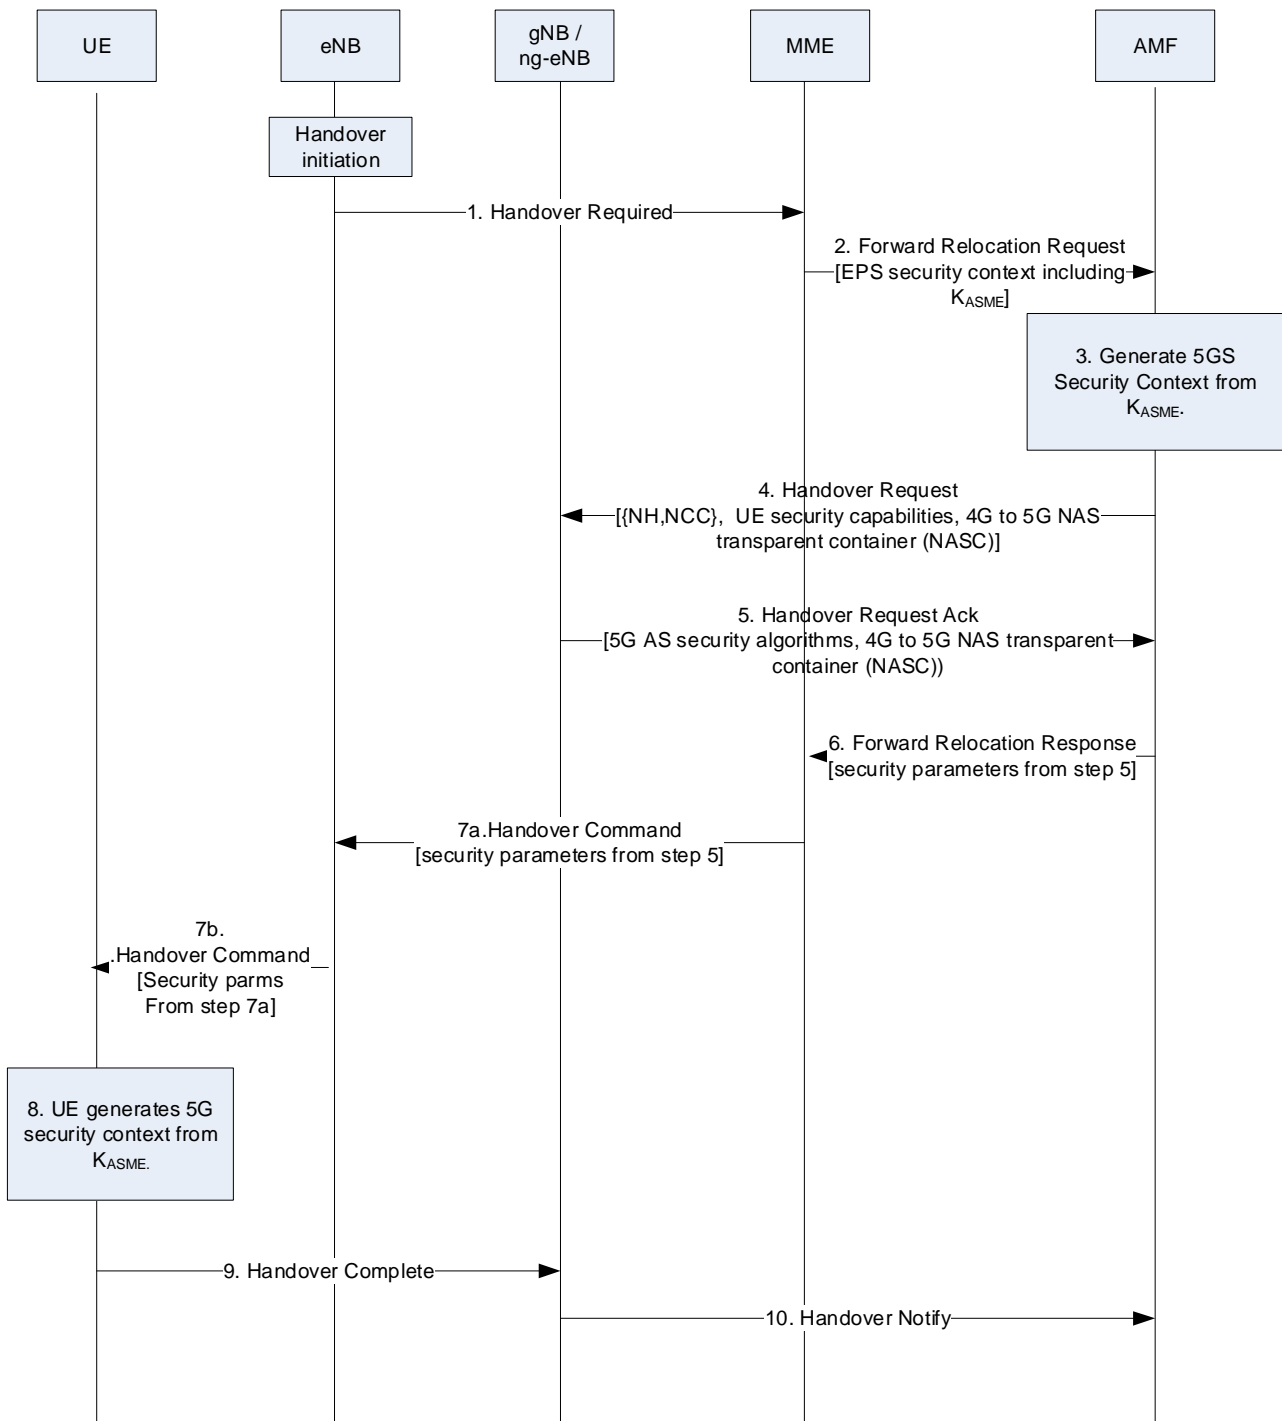 UE
eNB
gNB /
ng-eNB
MME
AMF
Handover
initiation
1. Handover Required
2. Forward Relocation Request
[EPS security context including
KASME]
3. Generate 5GS
Security Context from
KASME.
4. Handover Request
[{NH,NCC}, UE security capabilities, 4G to 5G NAS
transparent container (NASC)]
5. Handover Request Ack
[5G AS security algorithms, 4G to 5G NAS transparent
container (NASC))
6. Forward Relocation Response
[security parameters from step 5]
7a.Handover Command
[security parameters from step 5]
7b.
.Handover Command
[Security parms
From step 7a]
8. UE generates 5G
security context from
KASME.
9. Handover Complete
10. Handover Notify